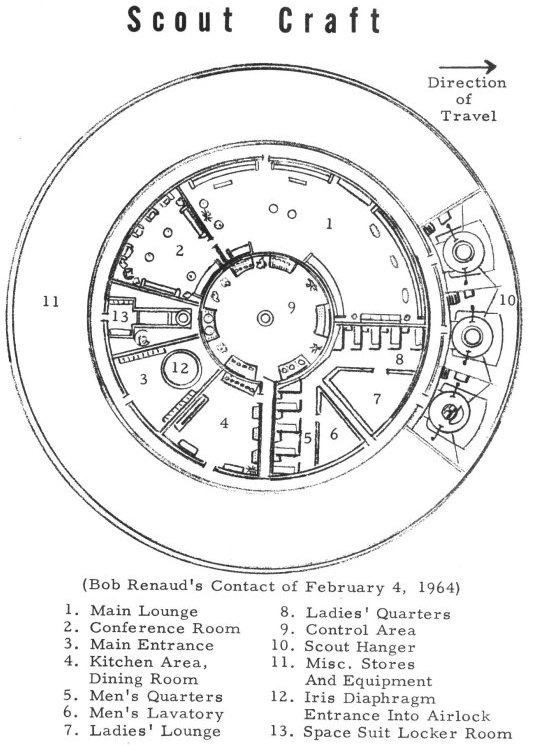 Scout Craft
Direction
of
Travel
1
2
11
9
10
13
12
8
3
7
4
5
6
(Bob Renaud's Contact of February 4, 1964)
1. Main Lounge
2. Conference Room
3. Main Entrance
4. Kitchen Area,
Dining Room
5. Men's Quarters
6. Men's Lavatory
7. Ladies' Lounge
8. Ladies' Quarters
9. Control Area
10. Scout Hanger
11. Misc. Stores
And Equipment
12. Iris Diaphragm
Entrance Into Airlock
13. Space Suit Locker Room